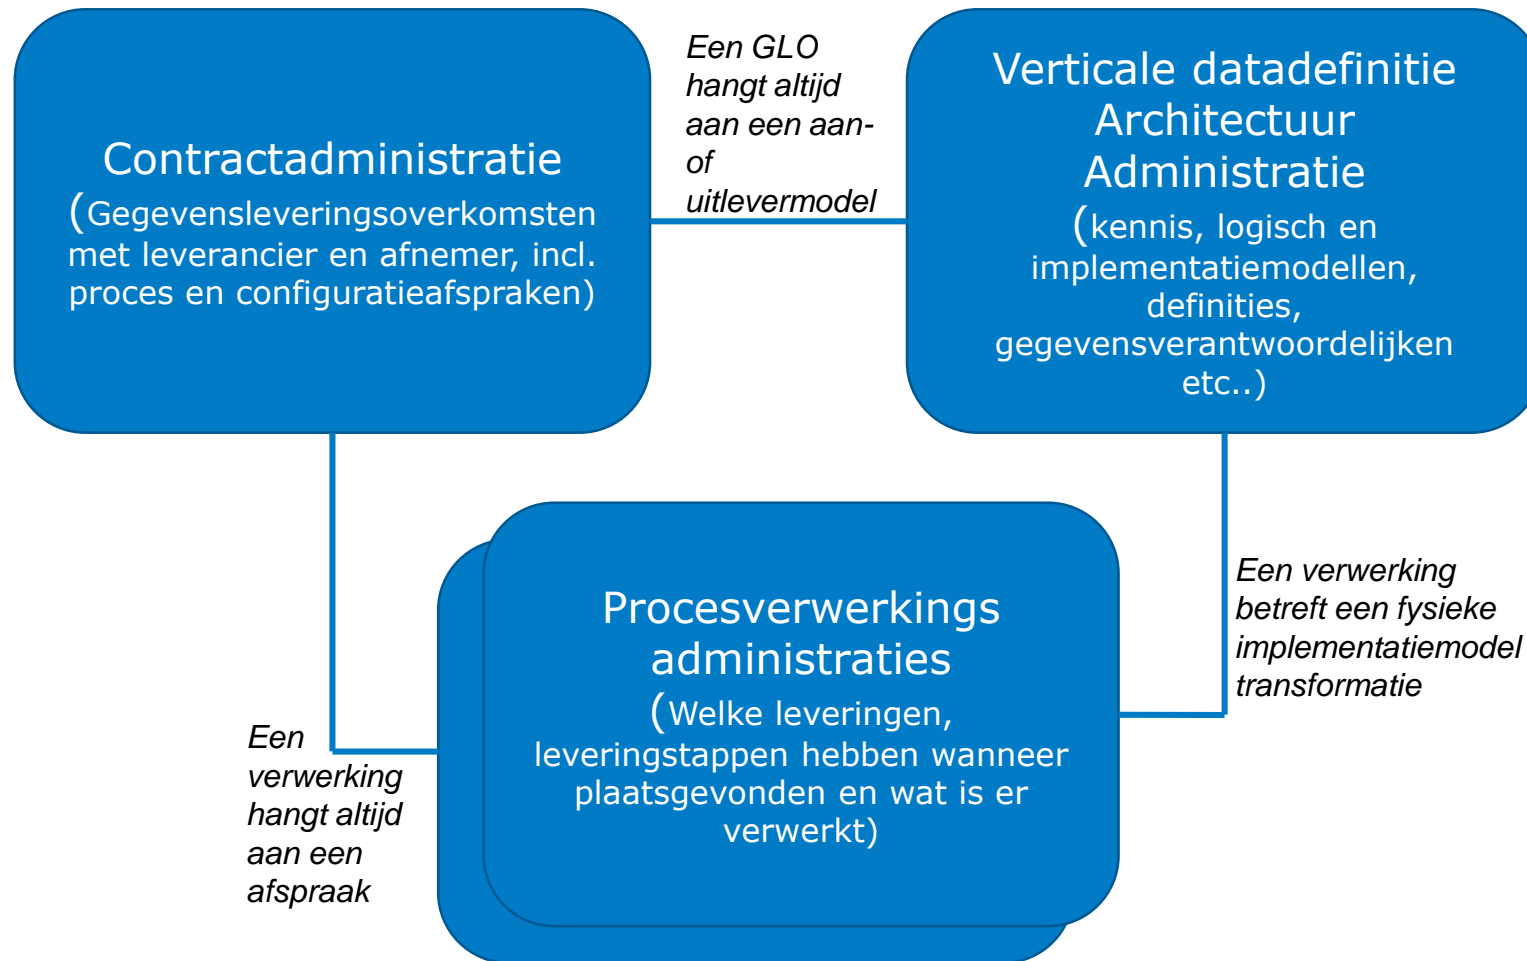 Contractadministratie
(Gegevensleveringsoverkomsten
met leverancier en afnemer, incl.
proces en configuratieafspraken)
Een GLO
hangt altijd
aan een aan-
of
uitlevermodel
Verticale datadefinitie
Architectuur
Administratie
(kennis, logisch en
implementatiemodellen,
definities,
gegevensverantwoordelijken
etc..)
Procesverwerkings
administraties
(Welke leveringen,
leveringstappen hebben wanneer
plaatsgevonden en wat is er
verwerkt)
Een verwerking
betreft een fysieke
implementatiemodel
transformatie
Een
verwerking
hangt altijd
aan een
afspraak